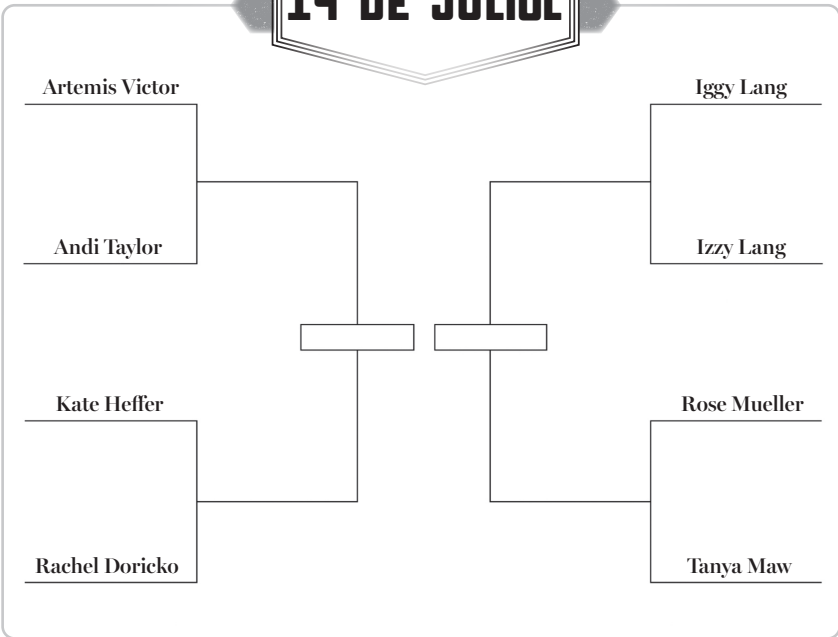 14 DE JULIOL
Artemis Victor
Iggy Lang
Andi Taylor
Izzy Lang
Kate Heffer
Rose Mueller
Rachel Doricko
Tanya Maw